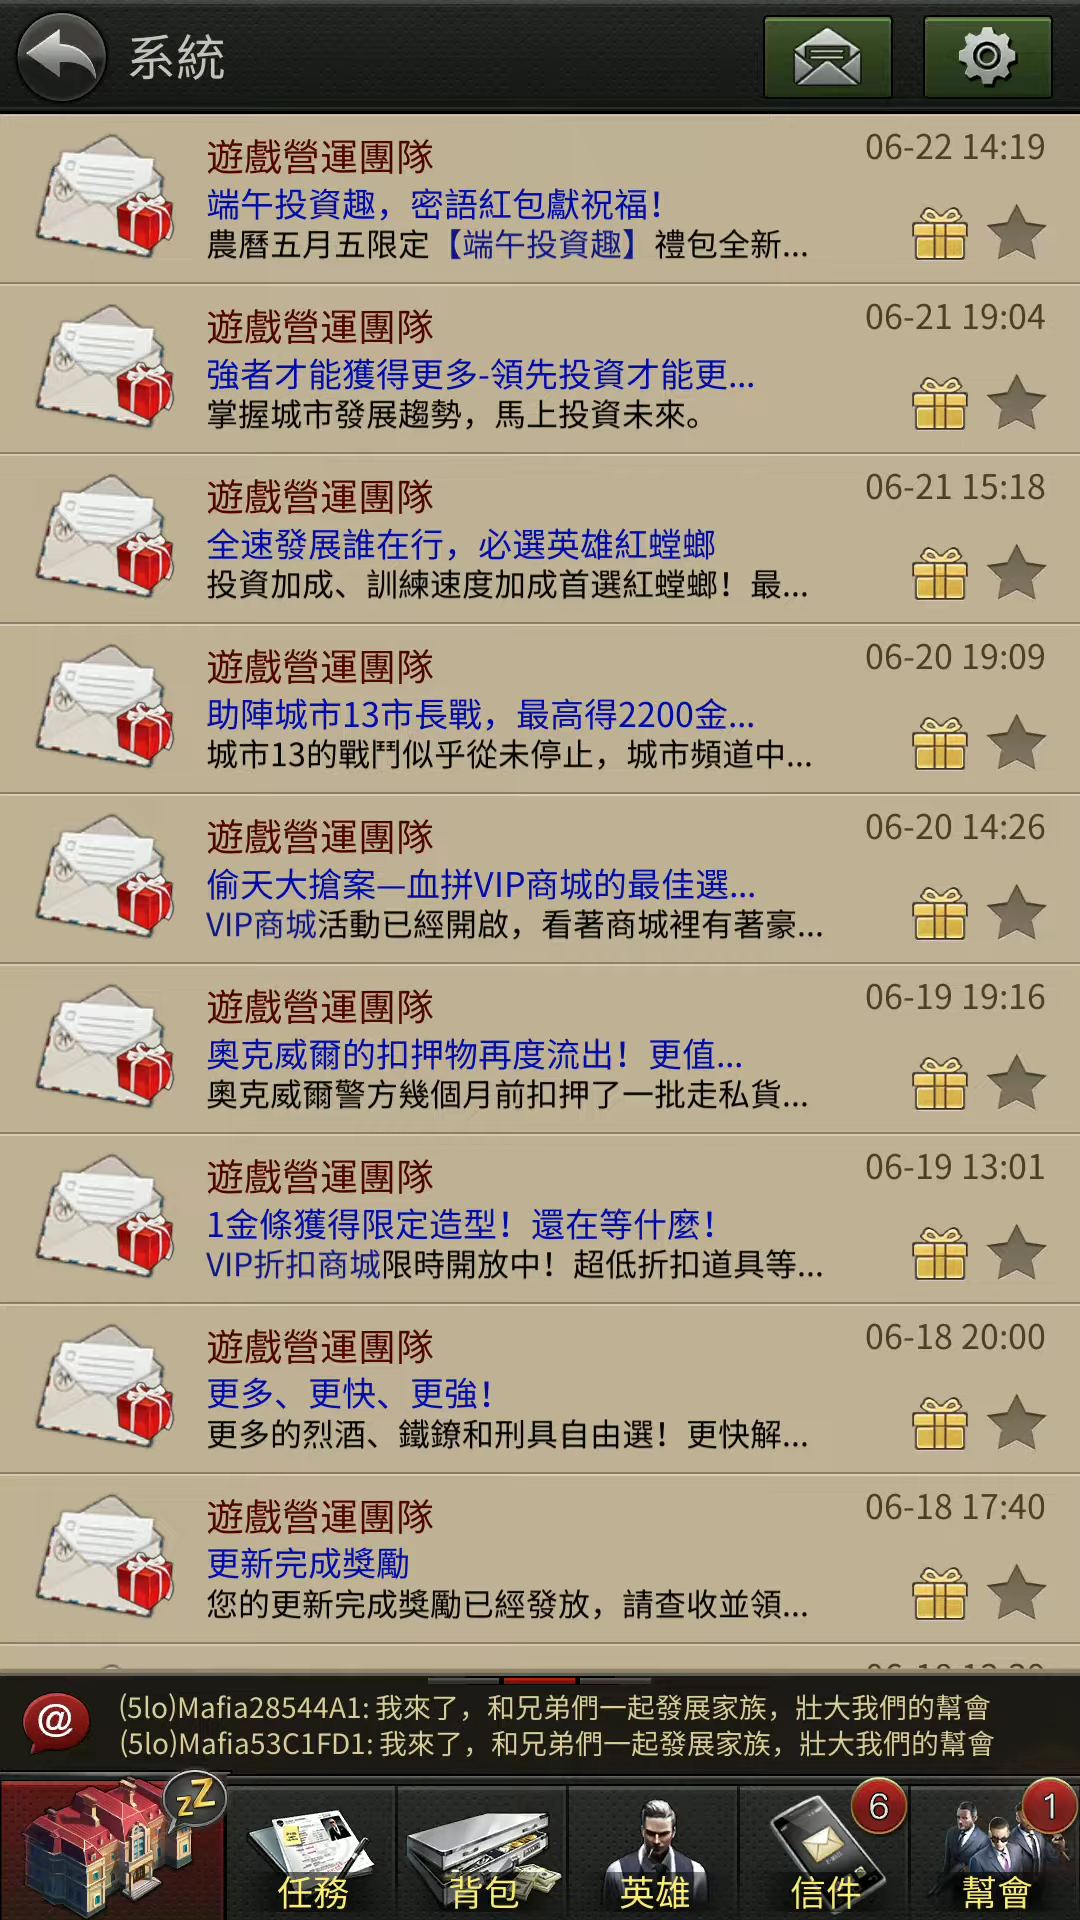 系統
遊戲營運團隊
06-22 14:19
端午投資趣，密語紅包獻祝福！
農曆五月五限定【端午投資趣】禮包全新...
遊戲營運團隊
06-21 19:04
強者才能獲得更多-領先投資才能更...
掌握城市發展趨勢，馬上投資未來。
遊戲營運團隊
06-21 15:18
全速發展誰在行，必選英雄紅螳螂
投資加成、訓練速度加成首選紅螳螂！最...
遊戲營運團隊
06-20 19:09
助陣城市13市長戰，最高得2200金...
城市13的戰鬥似乎從未停止，城市頻道中...
遊戲營運團隊
06-20 14:26
偷天大搶案—血拼VIP商城的最佳選...
VIP商城活動已經開啟，看著商城裡有著豪...
遊戲營運團隊
06-19 19:16
奧克威爾的扣押物再度流出！更值...
奧克威爾警方幾個月前扣押了一批走私貨...
遊戲營運團隊
06-19 13:01
1金條獲得限定造型！還在等什麼！
VIP折扣商城限時開放中！超低折扣道具等...
遊戲營運團隊
06-18 20:00
更多、更快、更強！
更多的烈酒、鐵鐐和刑具自由選！更快解...
遊戲營運團隊
06-18 17:40
更新完成獎勵
您的更新完成獎勵已經發放，請查收並領...
@
(5lo)Mafia28544A1: 我來了，和兄弟們一起發展家族，壯大我們的幫會
(5lo)Mafia53C1FD1: 我來了，和兄弟們一起發展家族，壯大我們的幫會
zZ
6
1
任務
背包
英雄
信件
幫會